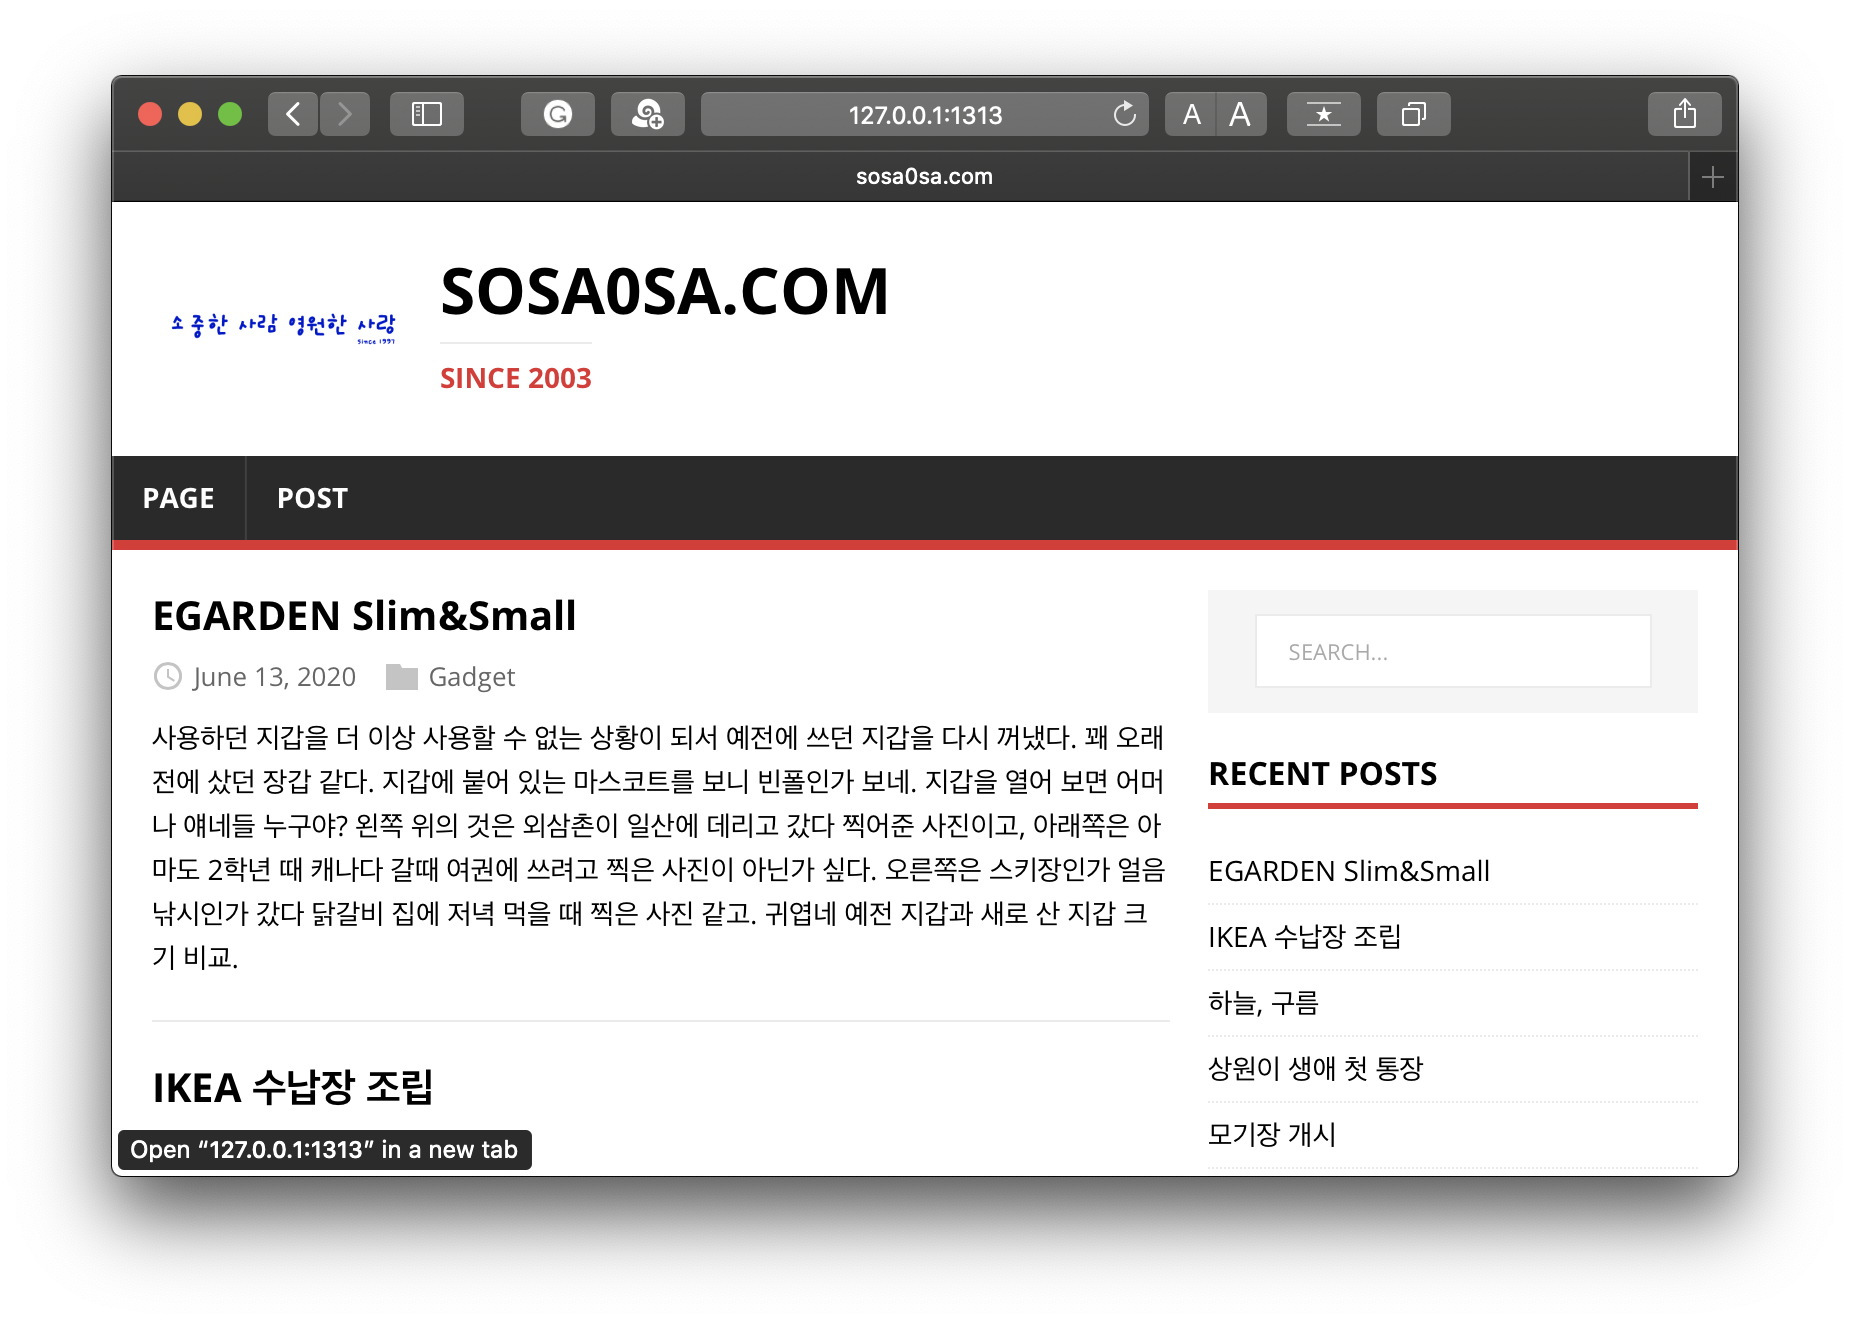 127.0.0.1:1313
A A
sosa0sa.com
소중한 사람 영원한 사랑
since 1997
SOSA0SA.COM
SINCE 2003
PAGE
POST
EGARDEN Slim&Small
June 13, 2020 Gadget
사용하던 지갑을 더 이상 사용할 수 없는 상황이 되서 예전에 쓰던 지갑을 다시 꺼냈다. 꽤 오래
전에 샀던 장갑 같다. 지갑에 붙어 있는 마스코트를 보니 빈폴인가 보네. 지갑을 열어 보면 어머
나 얘네들 누구야? 왼쪽 위의 것은 외삼촌이 일산에 데리고 갔다 찍어준 사진이고, 아래쪽은 아
마도 2학년 때 캐나다 갈때 여권에 쓰려고 찍은 사진이 아닌가 싶다. 오른쪽은 스키장인가 얼음
낚시인가 갔다 닭갈비 집에 저녁 먹을 때 찍은 사진 같고. 귀엽네 예전 지갑과 새로 산 지갑 크
기 비교.
IKEA 수납장 조립
Open “127.0.0.1:1313” in a new tab
SEARCH...
RECENT POSTS
EGARDEN Slim&Small
IKEA 수납장 조립
하늘, 구름
상원이 생애 첫 통장
모기장 개시